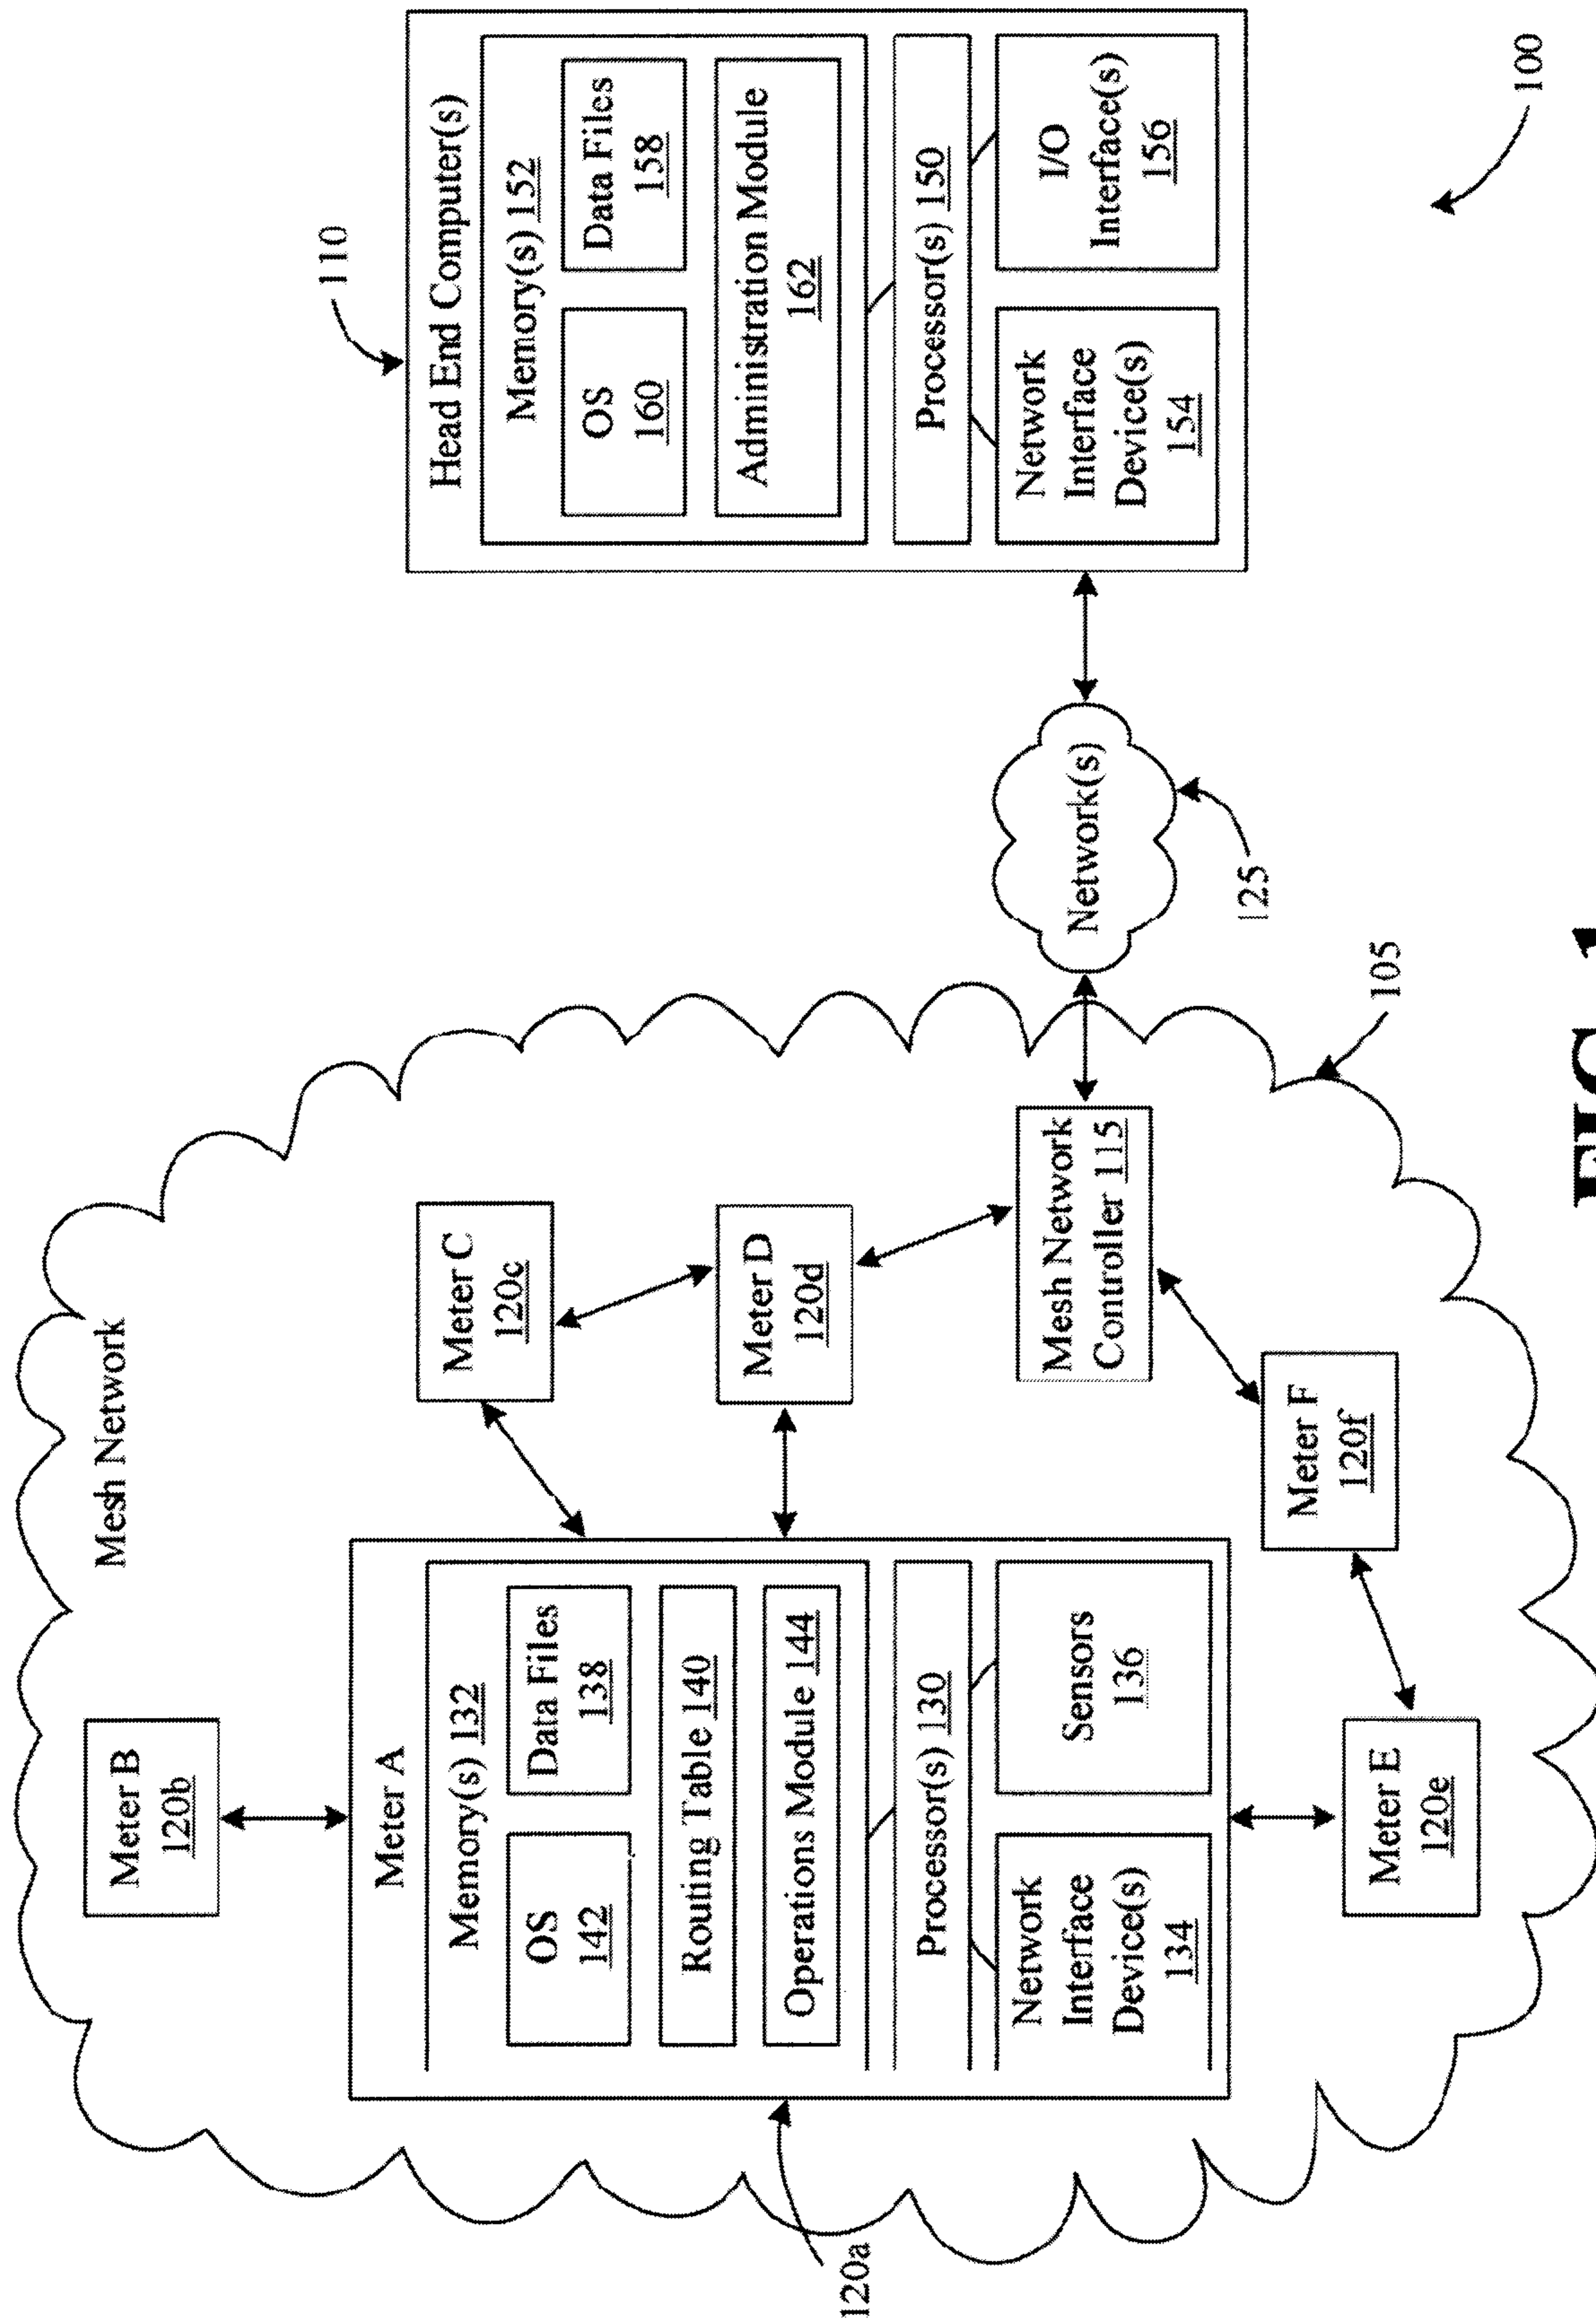 Mesh Network
Meter B
120b
Meter A
Memory(s) 132
OS
142
Data Files
138
Routing Table 140
Operations Module 144
Processor(s) 130
Network
Interface
Device(s)
134
Sensors
136
120a
Meter C
120c
Meter D
120d
Mesh Network
Controller 115
Meter E
120e
Meter F
120f
105
Network(s)
125
110
Head End Computer(s)
Memory(s) 152
OS
160
Data Files
158
Administration Module
162
Processor(s) 150
Network
Interface
Device(s)
154
I/O
Interface(s)
156
100
FIG. 1